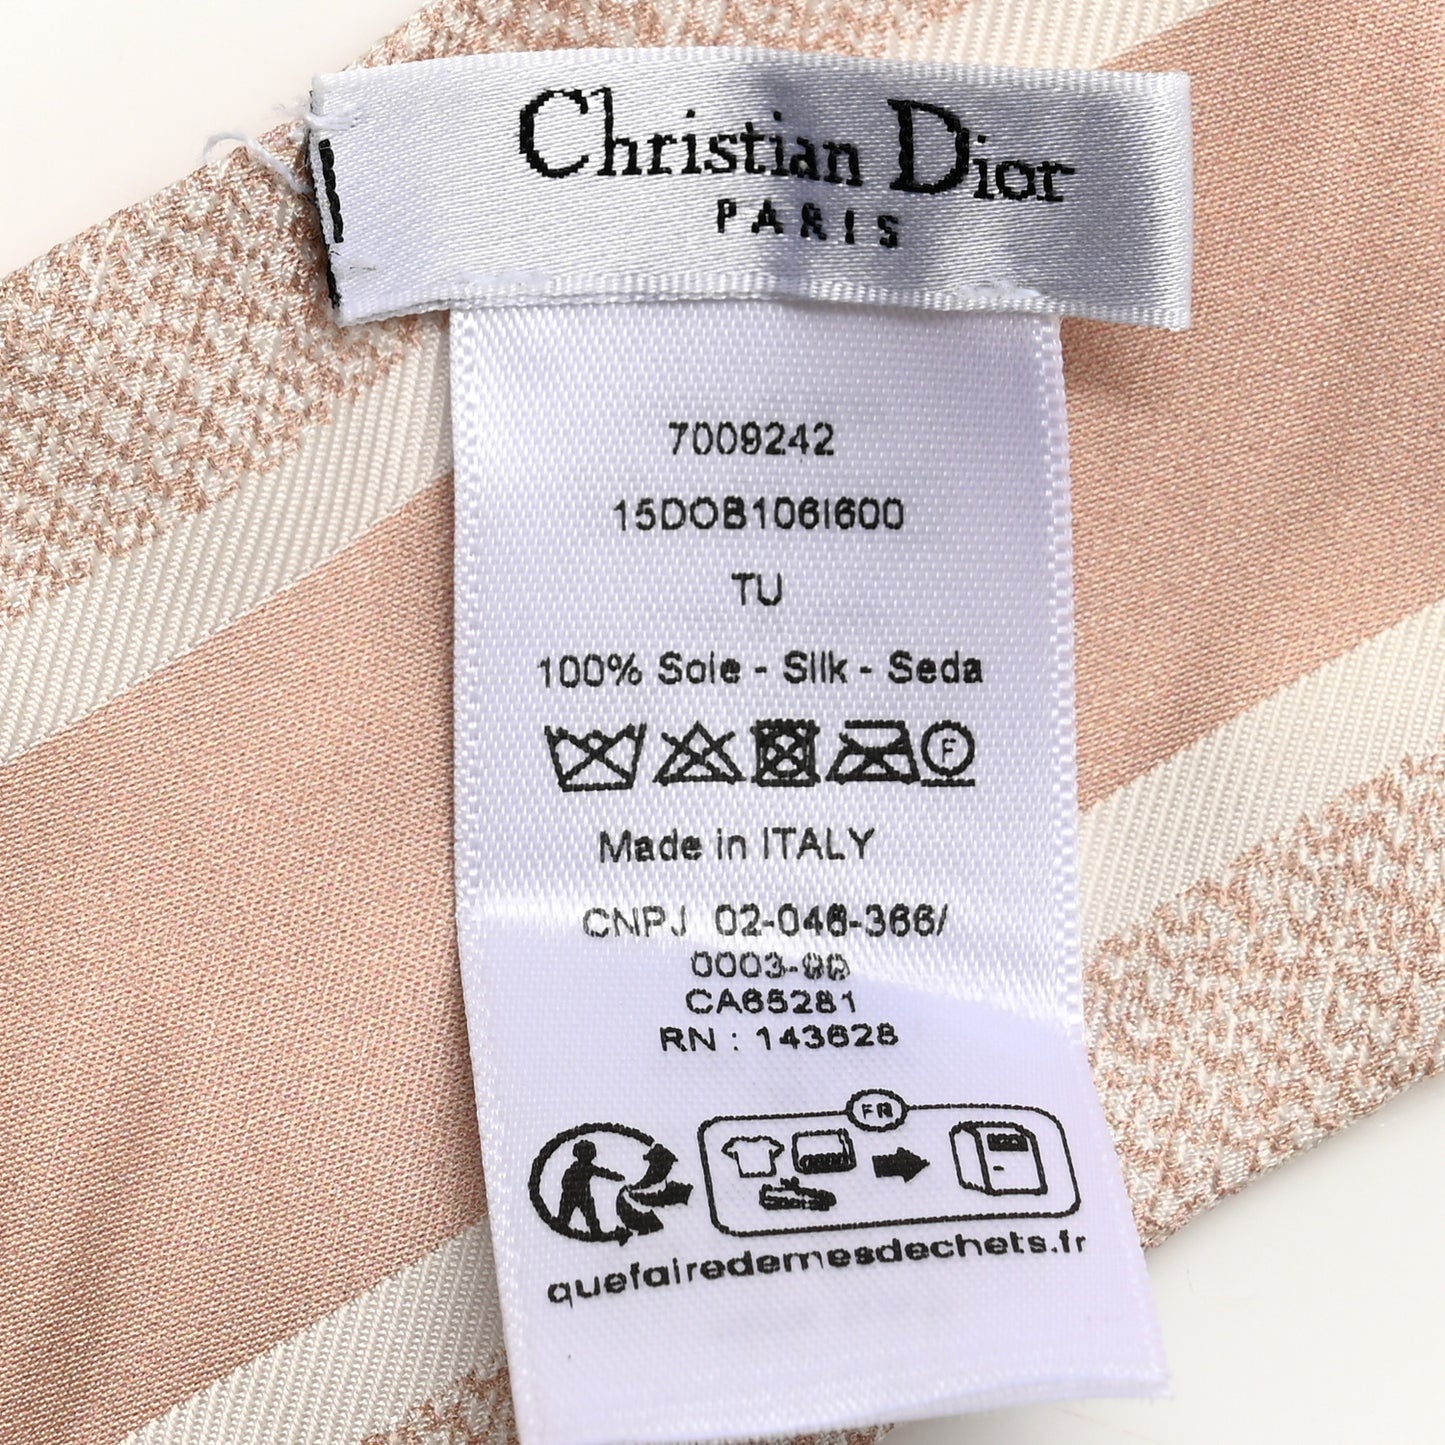 Christian Dior
PARIS
7009242
15DOB106I600
TU
100% Soie - Silk - Seda
F
Made in ITALY
CNPJ 02-046-366/
0003-90
CA65281
RN : 143628
FR
quefairedemesdechets.fr